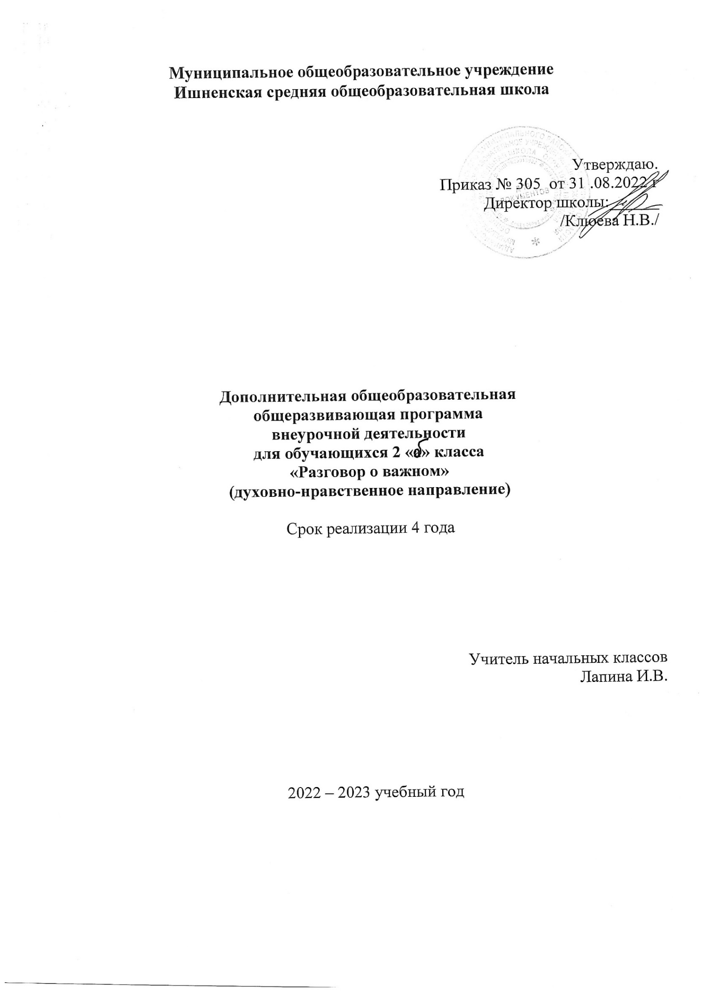 Муниципальное общеобразовательное учреждение
Ишненская средняя общеобразовательная школа
Утверждаю.
Приказ № 305 от 31 .08.2022 г
Директор школы:
/Клюева Н.В./
ДОКУМЕНТОВ
Дополнительная общеобразовательная
общеразвивающая программа
внеурочной деятельности
для обучающихся 2 «б» класса
«Разговор о важном»
(духовно-нравственное направление)
Срок реализации 4 года
Учитель начальных классов
Лапина И.В.
2022 – 2023 учебный год